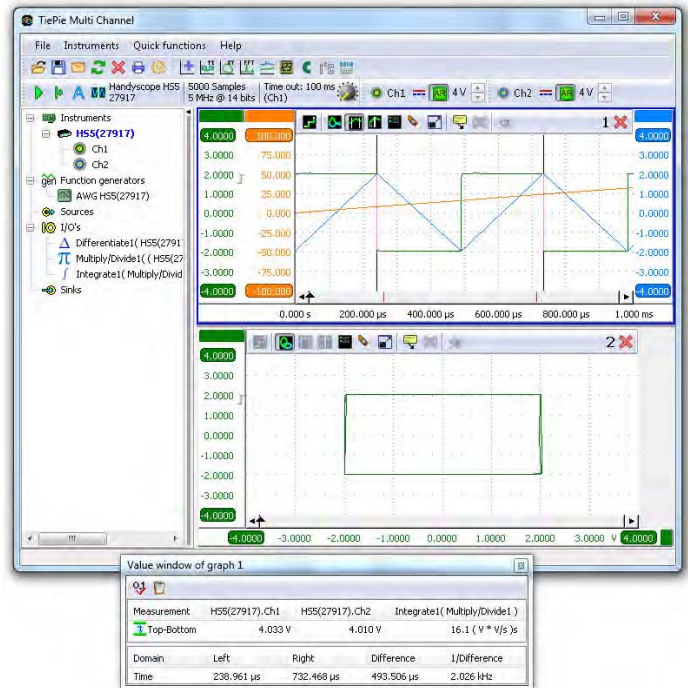 TiePie Multi Channel
File Instruments Quick functions Help
Handyscope HS5
27917
5000 Samples
5 MHz @ 14 bits
Time out: 100 ms
(Ch1)
Ch1 AR 4 V
Ch2 AR 4 V
Instruments
HS5(27917)
Ch1
Ch2
Function generators
AWG HS5(27917)
Sources
I/O's
Differentiate1( HS5(2791
Multiply/Divide1( ( HS5(27
Integrate1( Multiply/Divid
Sinks
1
4.0000 100.000 4.0000
3.0000 75.000 3.0000
2.0000 50.000 2.0000
1.0000 25.000 1.0000
0.0000 0.000 0.0000
-1.0000 -25.000 -1.0000
-2.0000 -50.000 -2.0000
-3.0000 -75.000 -3.0000
-4.0000 -100.000 -4.0000
0.000 s 200.000 µs 400.000 µs 600.000 µs 800.000 µs 1.000 ms
2
4.0000
3.0000
2.0000
1.0000
0.0000
-1.0000
-2.0000
-3.0000
-4.0000
-4.0000 -3.0000 -2.0000 -1.0000 0.0000 1.0000 2.0000 3.0000 V 4.0000
Value window of graph 1
Measurement HS5(27917).Ch1 HS5(27917).Ch2 Integrate1( Multiply/Divide1 )
Top-Bottom 4.033 V 4.010 V 16.1 ( V * V/s )s
Domain Left Right Difference 1/Difference
Time 238.961 µs 732.468 µs 493.506 µs 2.026 kHz